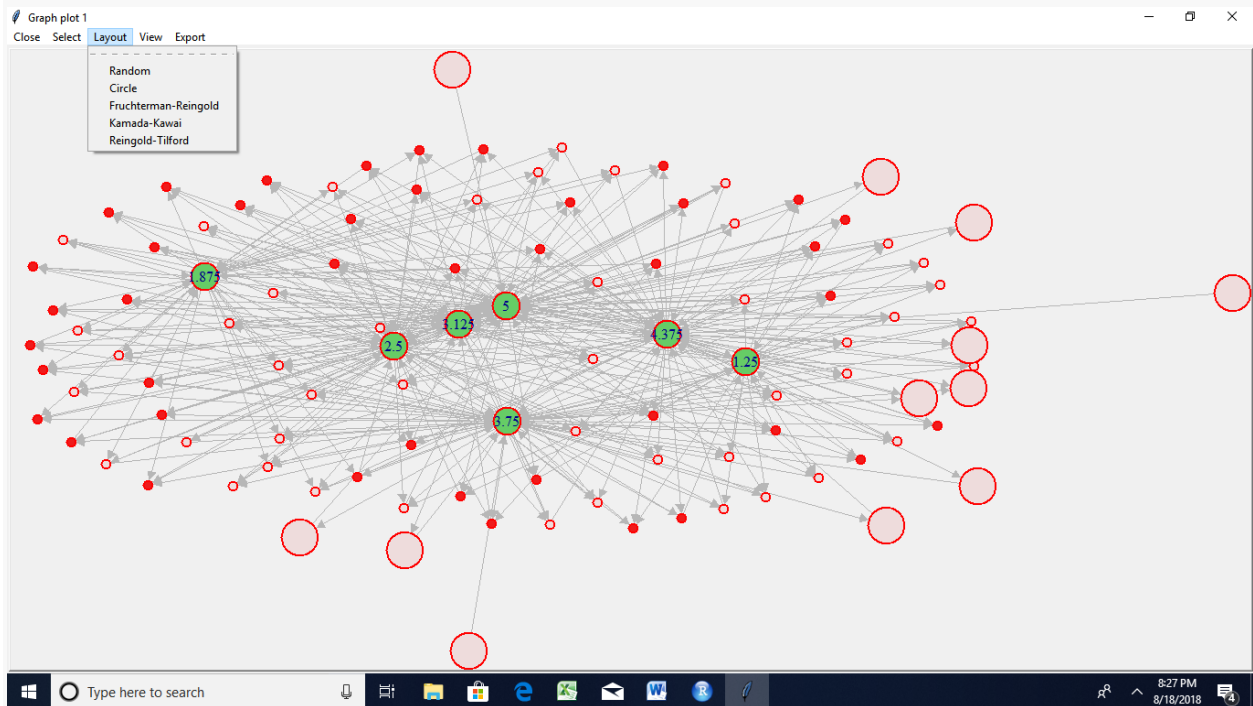 Graph plot 1
Close Select Layout View Export
Random
Circle
Fruchterman-Reingold
Kamada-Kawai
Reingold-Tilford
1.875
5
3.125
4.375
2.5
1.25
3.75
Type here to search
8:27 PM
8/18/2018
4